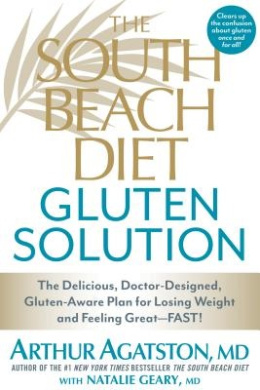 Clears up
the confusion
about gluten
once and
for all!
THE
SOUTH
BEACH
DIET
GLUTEN
SOLUTION
The Delicious, Doctor-Designed,
Gluten-Aware Plan for Losing Weight
and Feeling Great—FAST!
ARTHUR AGATSTON, MD
AUTHOR OF THE #1 NEW YORK TIMES BESTSELLER THE SOUTH BEACH DIET
WITH NATALIE GEARY, MD